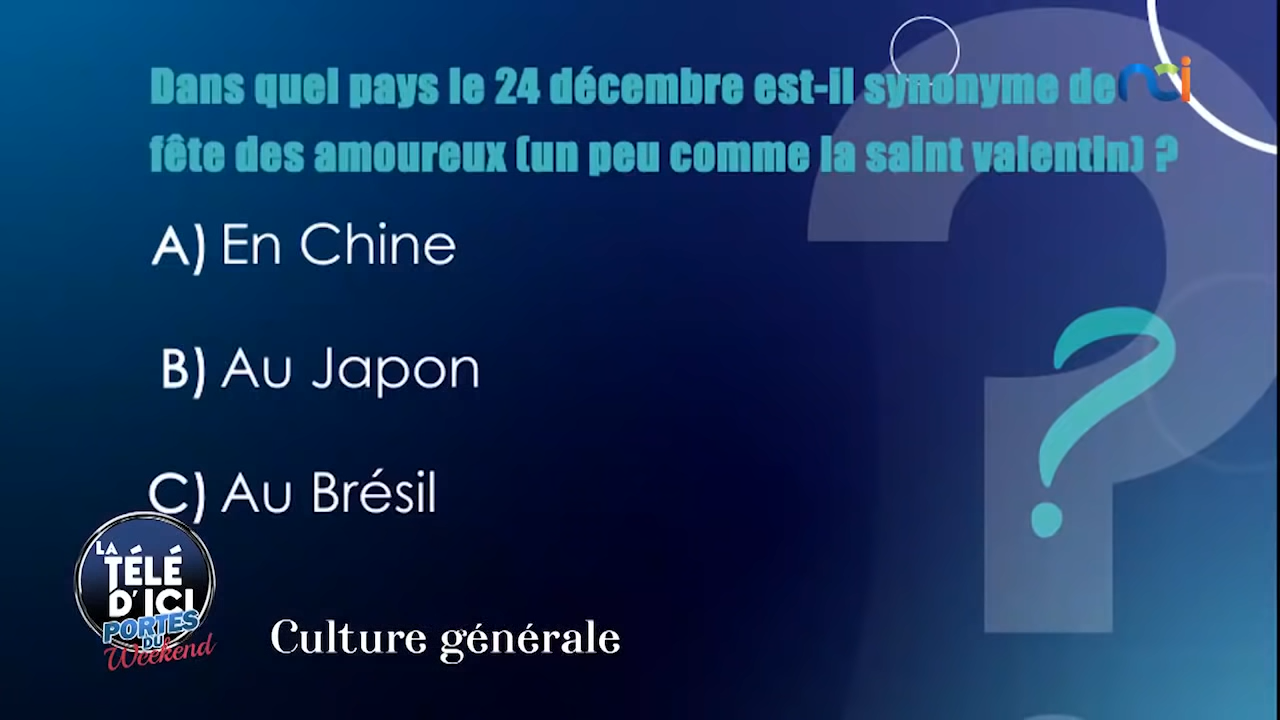 Dans quel pays le 24 décembre est-il synonyme de
fête des amoureux (un peu comme la saint valentin) ?
nci
A) En Chine
B) Au Japon
C) Au Brésil
LA
TÉLÉ
D'ICI
PORTES
DU
Weekend
Culture générale